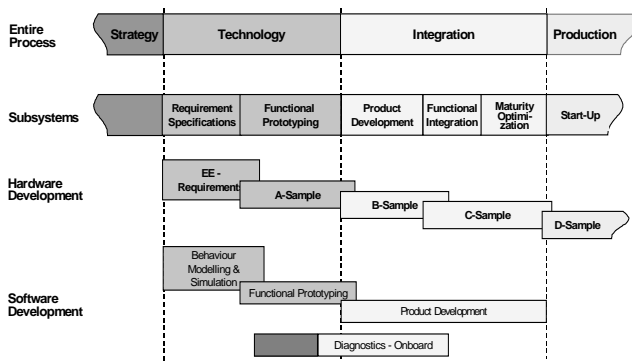 Entire
Process
Strategy
Technology
Integration
Production
Subsystems
Requirement
Specifications
Functional
Prototyping
Product
Development
Functional
Integration
Maturity
Optimi-
zation
Start-Up
Hardware
Development
EE -
Requirements
A-Sample
B-Sample
C-Sample
D-Sample
Software
Development
Behaviour
Modelling &
Simulation
Functional Prototyping
Product Development
Diagnostics - Onboard